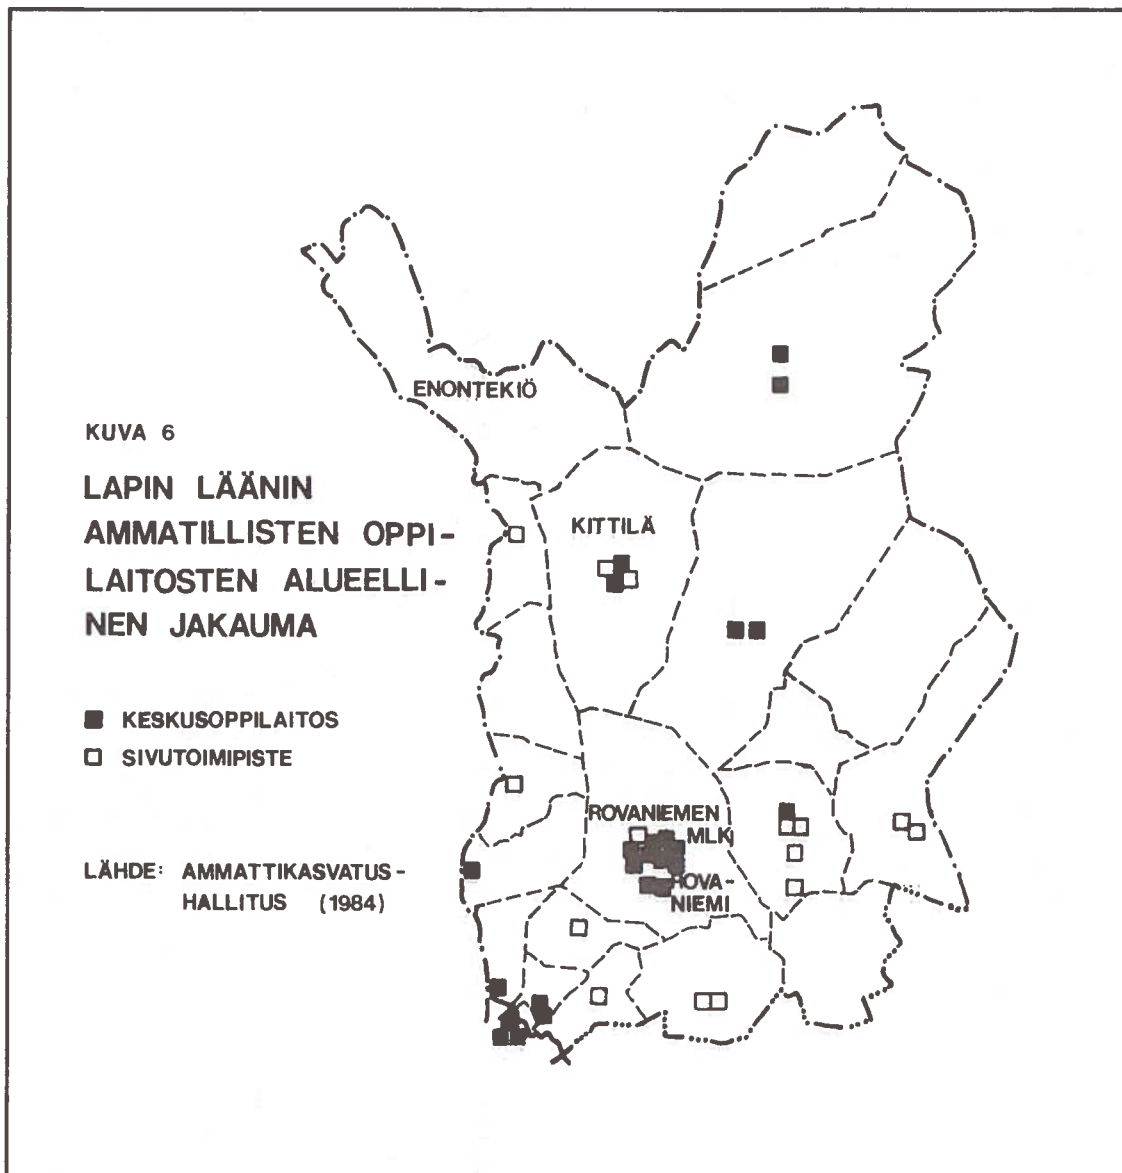 KUVA 6
LAPIN LÄÄNIN
AMMATILLISTEN OPPI-
LAITOSTEN ALUEELLI-
NEN JAKAUMA
KESKUSOPPILAITOS
SIVUTOIMIPISTE
LÄHDE: AMMATTIKASVATUS-
HALLITUS (1984)
ENONTEKIÖ
KITTILÄ
ROVANIEMEN
MLK
ROVA-
NIEMI